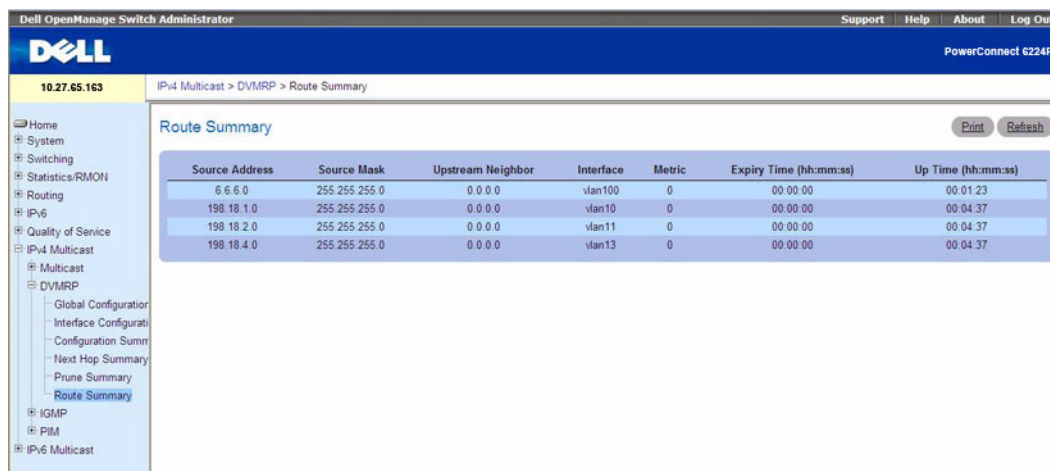 Dell OpenManage Switch Administrator Support Help About Log Out
DELL
PowerConnect 6224P
10.27.65.163
IPv4 Multicast > DVMRP > Route Summary
Home
System
Switching
Statistics/RMON
Routing
IPv6
Quality of Service
IPv4 Multicast
Multicast
DVMRP
Global Configuration
Interface Configurati
Configuration Summ
Next Hop Summary
Prune Summary
Route Summary
IGMP
PIM
IPv6 Multicast
Route Summary
Print Refresh
Source Address Source Mask Upstream Neighbor Interface Metric Expiry Time (hh:mm:ss) Up Time (hh:mm:ss)
6.6.6.0 255.255.255.0 0.0.0.0 vlan100 0 00:00:00 00:01:23
198.18.1.0 255.255.255.0 0.0.0.0 vlan10 0 00:00:00 00:04:37
198.18.2.0 255.255.255.0 0.0.0.0 vlan11 0 00:00:00 00:04:37
198.18.4.0 255.255.255.0 0.0.0.0 vlan13 0 00:00:00 00:04:37